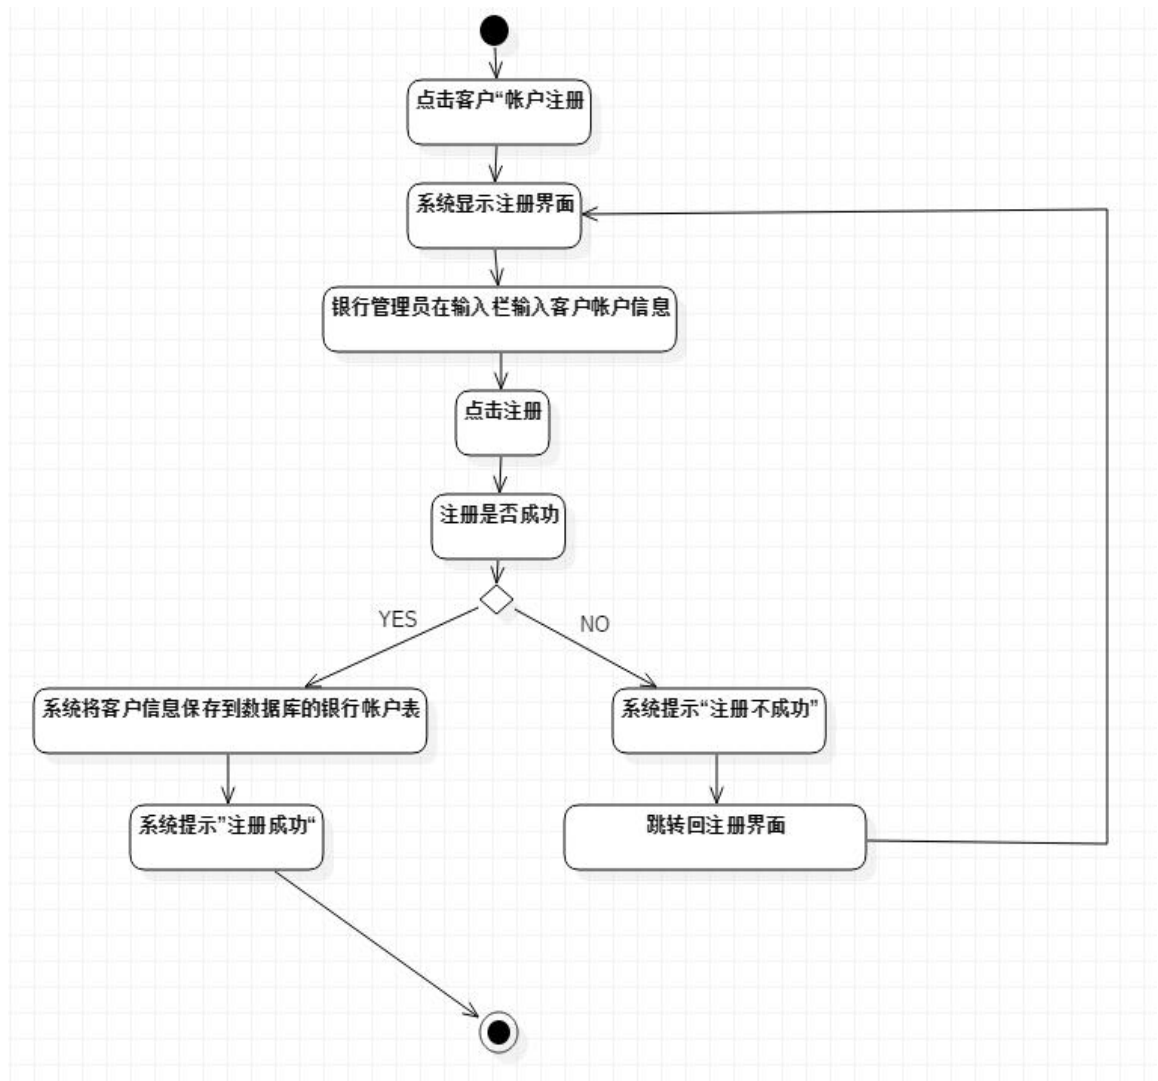 点击客户“帐户注册
系统显示注册界面
银行管理员在输入栏输入客户帐户信息
点击注册
注册是否成功
YES
NO
系统将客户信息保存到数据库的银行帐户表
系统提示“注册不成功”
系统提示”注册成功“
跳转回注册界面